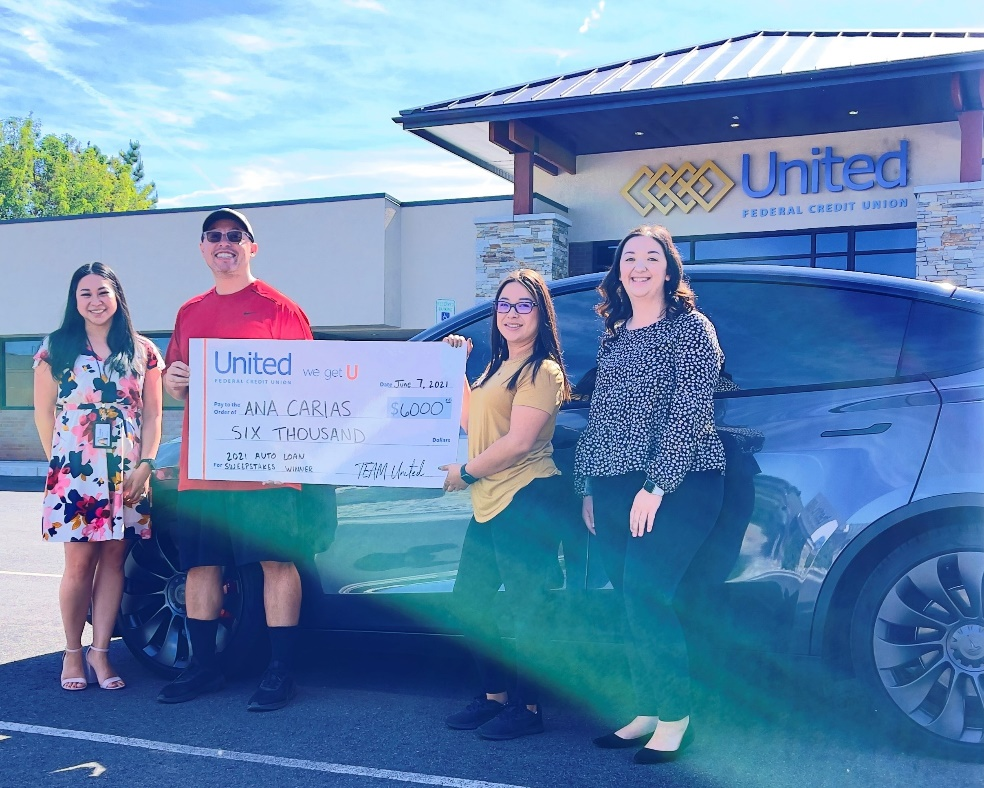 United
FEDERAL CREDIT UNION
United we get U
FEDERAL CREDIT UNION
Date June 7, 2021
Pay to the
Order of ANA CARIAS $6000
SIX THOUSAND Dollars
2021 AUTO LOAN
For SWEEPSTAKES WINNER TEAM United